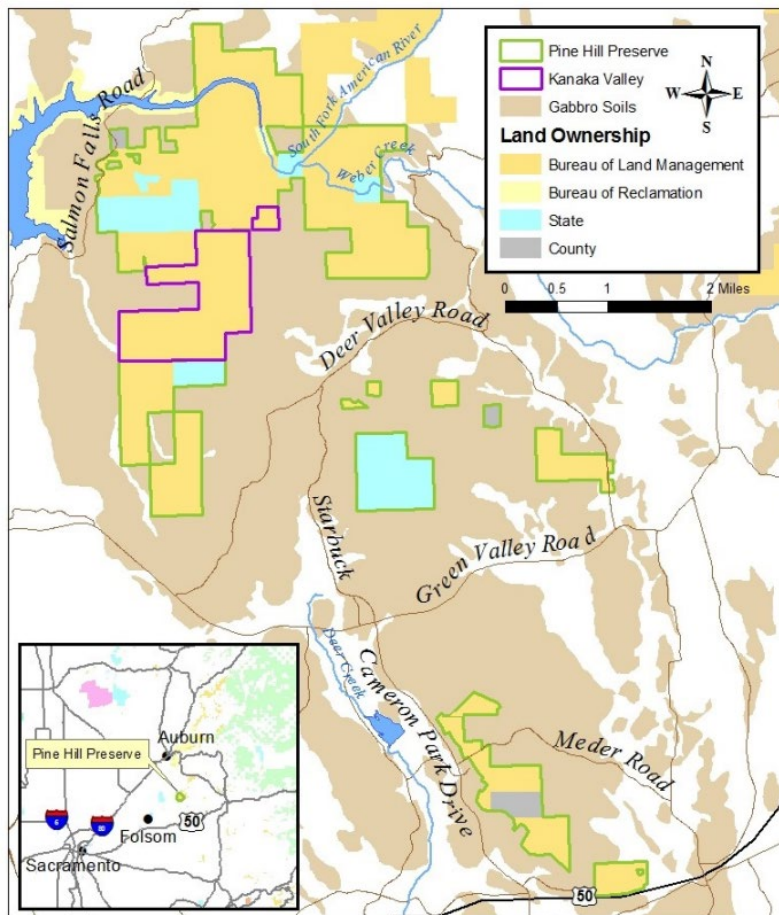 Pine Hill Preserve
Kanaka Valley
Gabbro Soils
Land Ownership
Bureau of Land Management
Bureau of Reclamation
State
County
N
W
E
S
0
0.5
1
2 Miles
South Fork American River
Weber Creek
Salmon Falls Road
Deer Valley Road
Starbuck
Green Valley Road
Deer Creek
Cameron Park Drive
Meder Road
50
Auburn
Pine Hill Preserve
5
80
Folsom
50
Sacramento